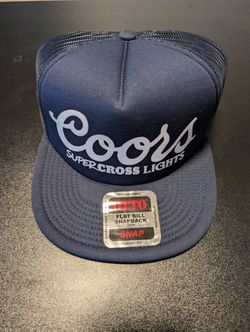 Coors
SUPERCROSS LIGHTS
OTTO
FLAT BILL
SNAPBACK
SNAP